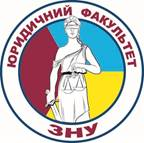 ЮРИДИЧНИЙ ФАКУЛЬТЕТ
ЗНУ